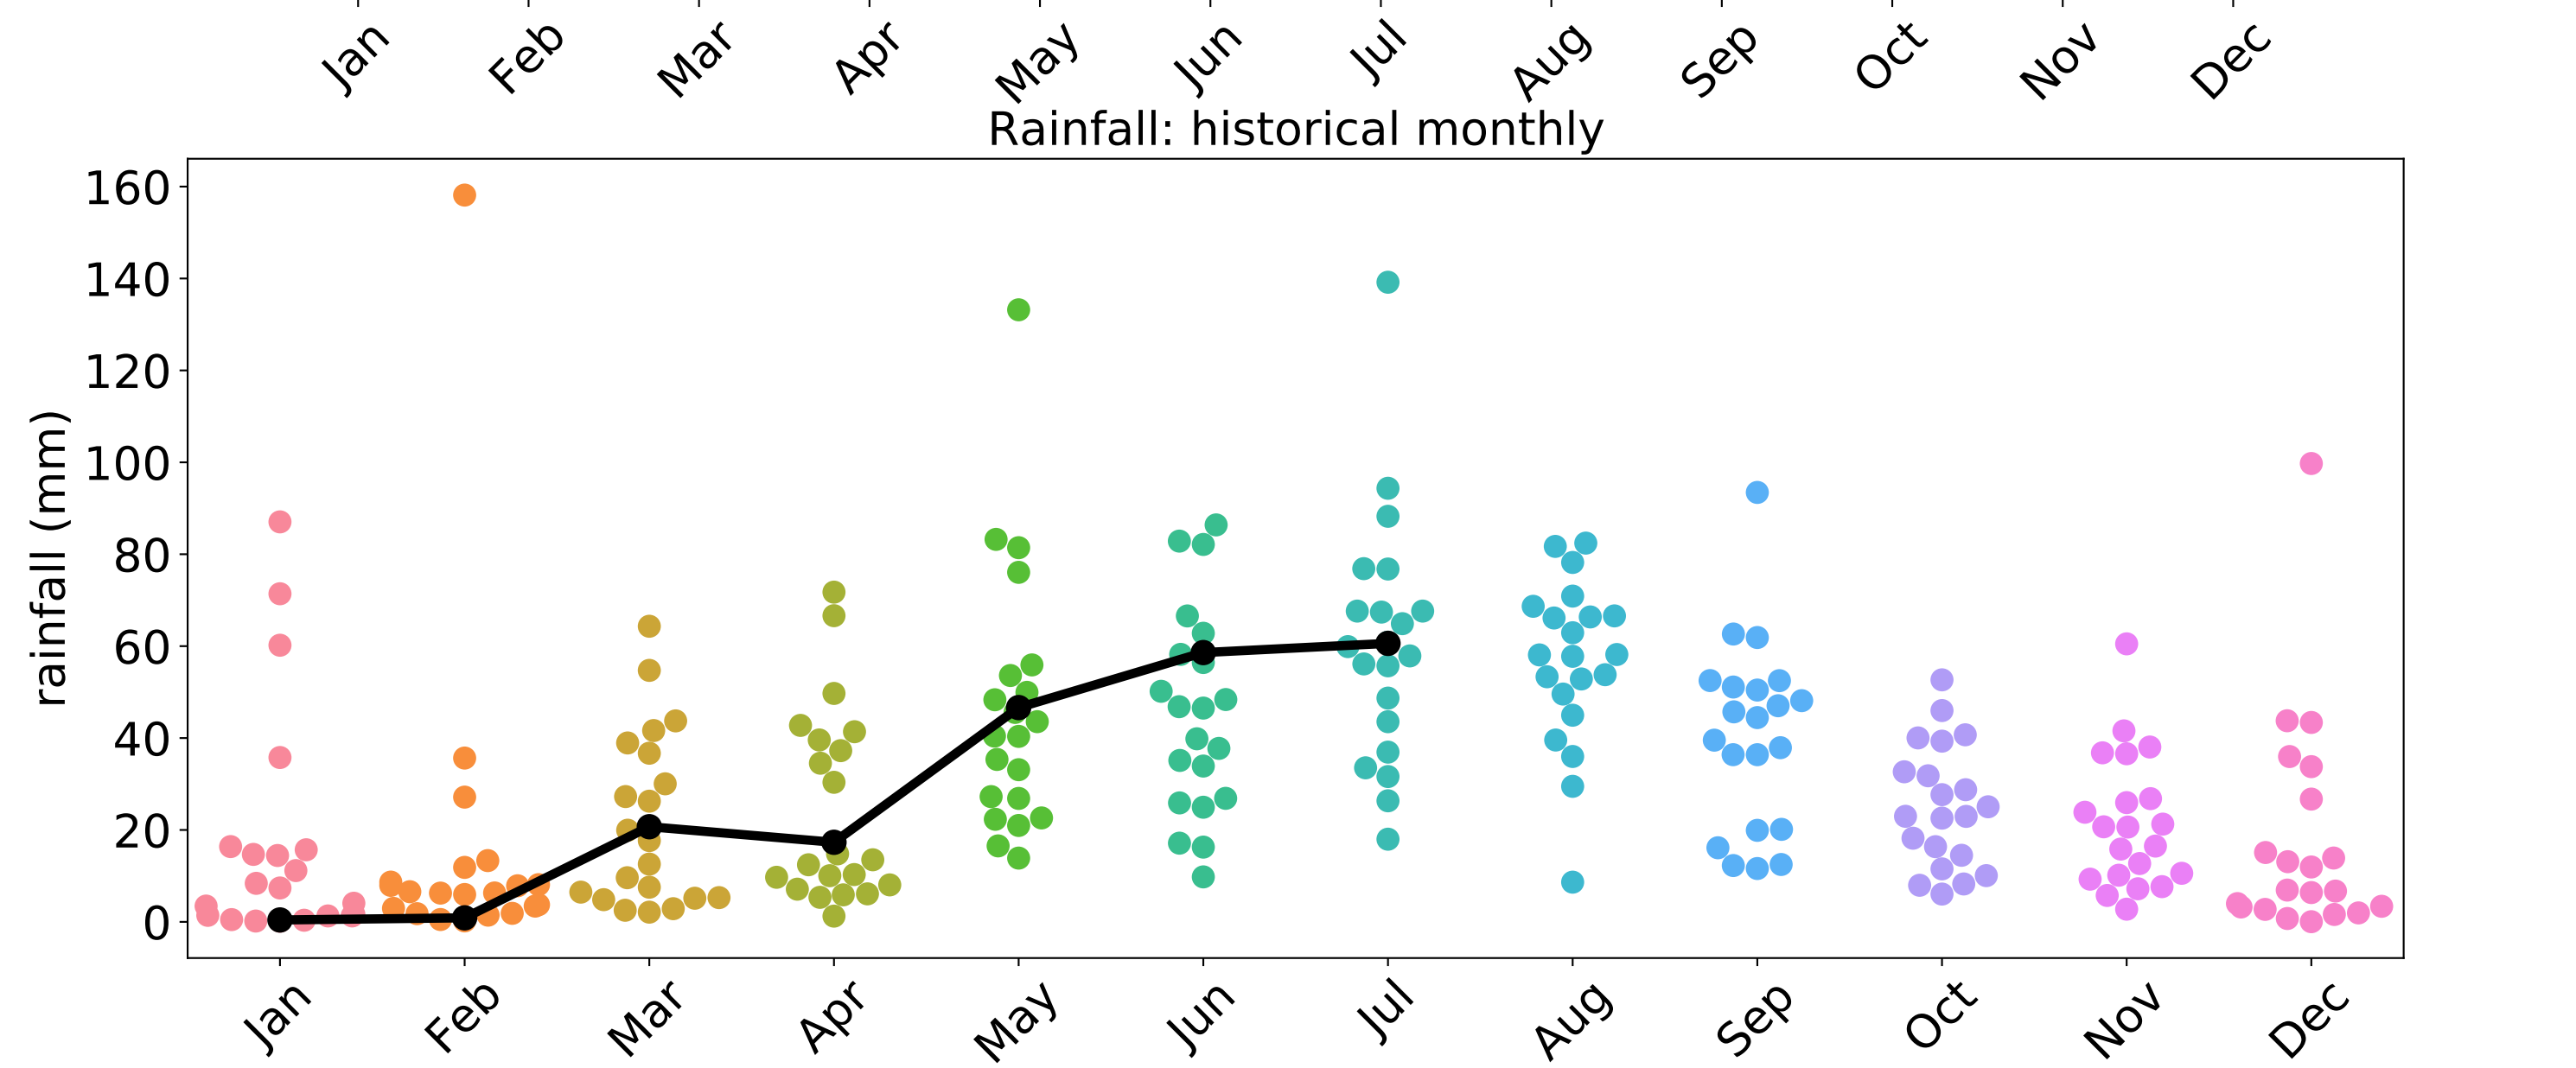 Jan Feb Mar Apr May Jun Jul Aug Sep Oct Nov Dec
Rainfall: historical monthly
160
140
120
100
80
60
40
20
0
rainfall (mm)
Jan Feb Mar Apr May Jun Jul Aug Sep Oct Nov Dec